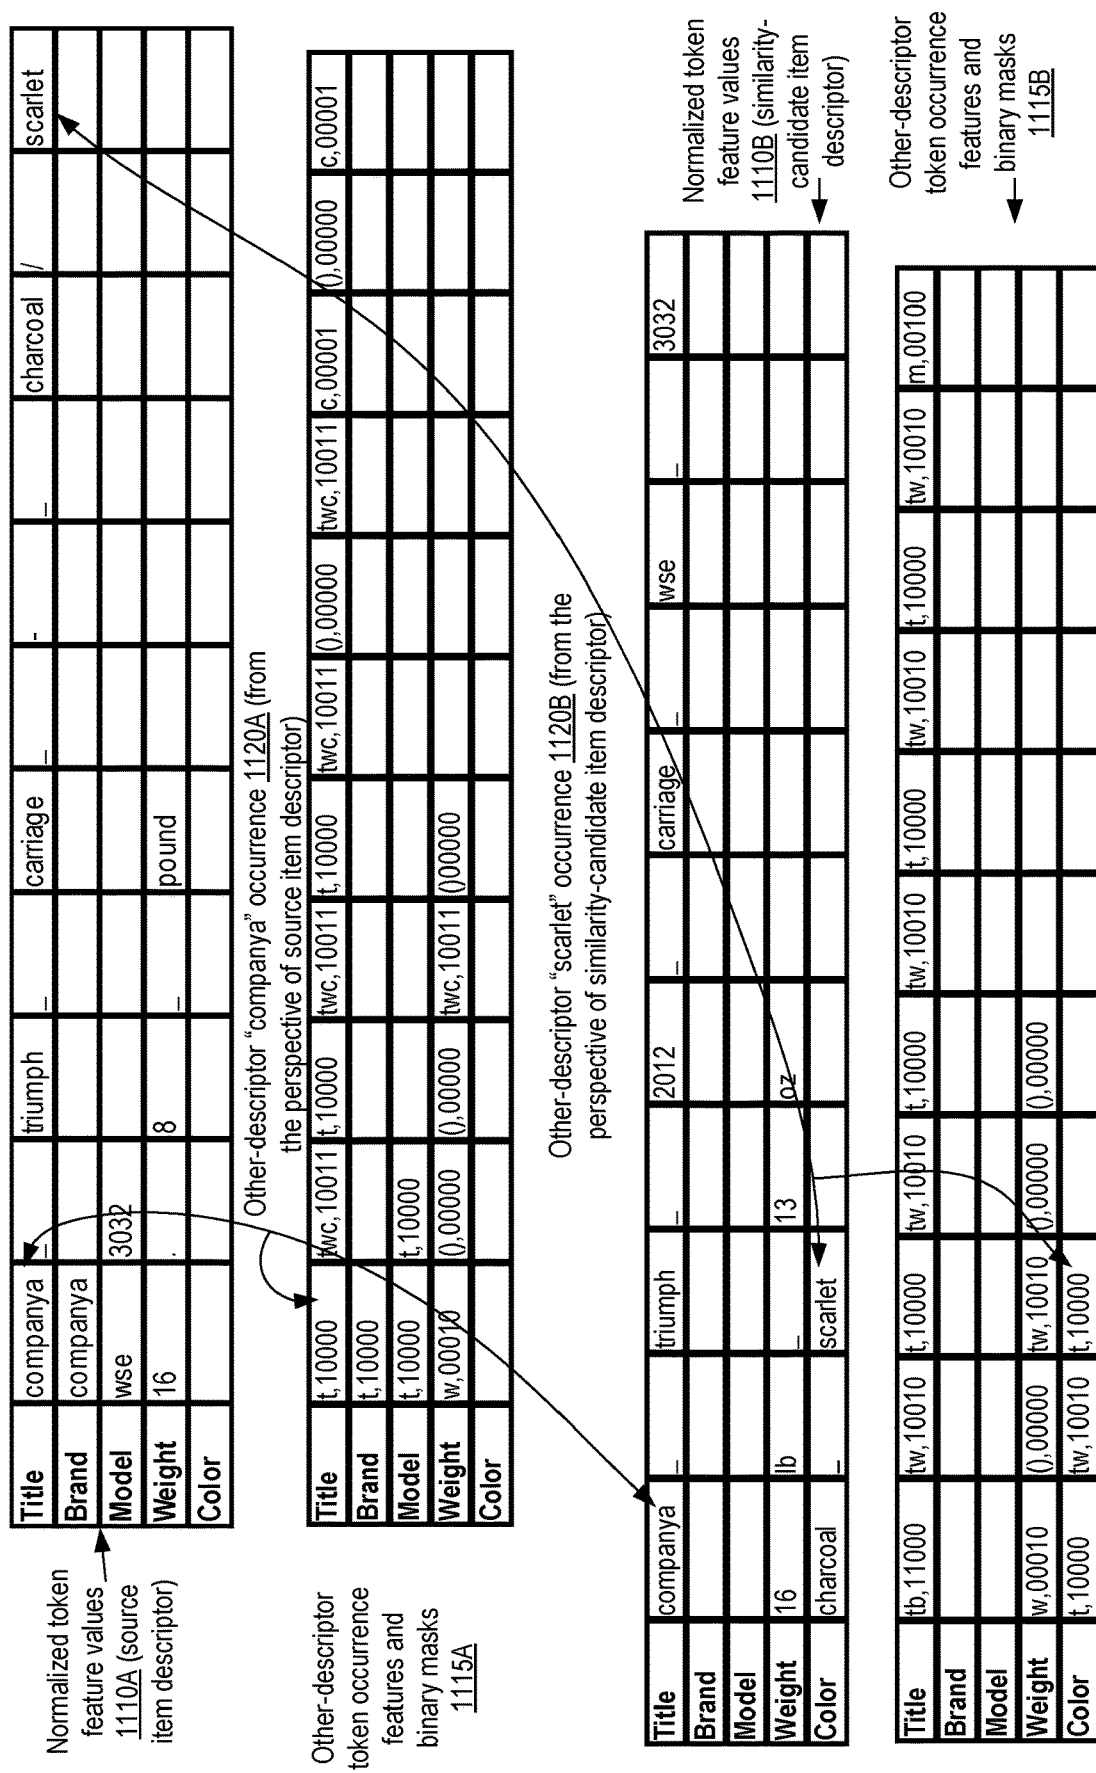 Normalized token
feature values
1110A (source
item descriptor)
Title companya _ triumph _ carriage _ - _ charcoal / scarlet
Brand companya
Model wse 3032
Weight 16 . 8 _ pound
Color
Other-descriptor "companya" occurrence 1120A (from
the perspective of source item descriptor)
Other-descriptor
token occurrence
features and
binary masks
1115A
Title t,10000 twc,10011 t,10000 twc,10011 t,10000 twc,10011 (),00000 twc,10011 c,00001 (),00000 c,00001
Brand t,10000
Model t,10000 t,10000
Weight w,00010 (),00000 (),00000 twc,10011 ()00000
Color
Other-descriptor "scarlet" occurrence 1120B (from the
perspective of similarity-candidate item descriptor)
Title companya _ triumph _ 2012 _ carriage _ wse _ 3032
Brand
Model
Weight 16 lb _ 13 oz
Color charcoal _ scarlet
Normalized token
feature values
1110B (similarity-
candidate item
descriptor)
Title tb,11000 tw,10010 t,10000 tw,10010 t,10000 tw,10010 t,10000 tw,10010 t,10000 tw,10010 m,00100
Brand
Model
Weight w,00010 (),00000 tw,10010 (),00000 (),00000
Color t,10000 tw,10010 t,10000
Other-descriptor
token occurrence
features and
binary masks
1115B